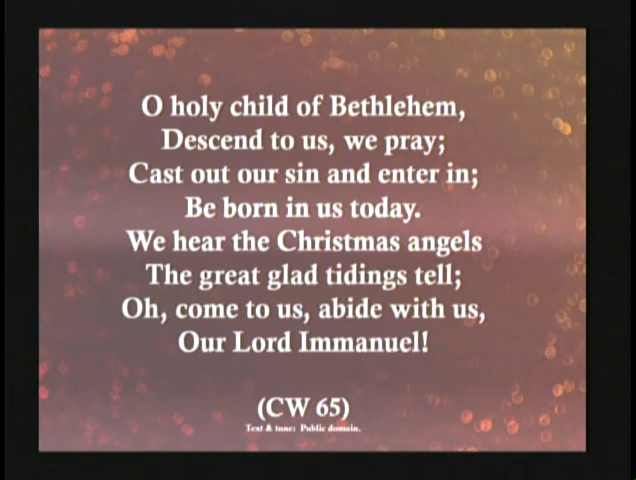 O holy child of Bethlehem,
Descend to us, we pray;
Cast out our sin and enter in;
Be born in us today.
We hear the Christmas angels
The great glad tidings tell;
Oh, come to us, abide with us,
Our Lord Immanuel!
(CW 65)
Text & tune: Public domain.